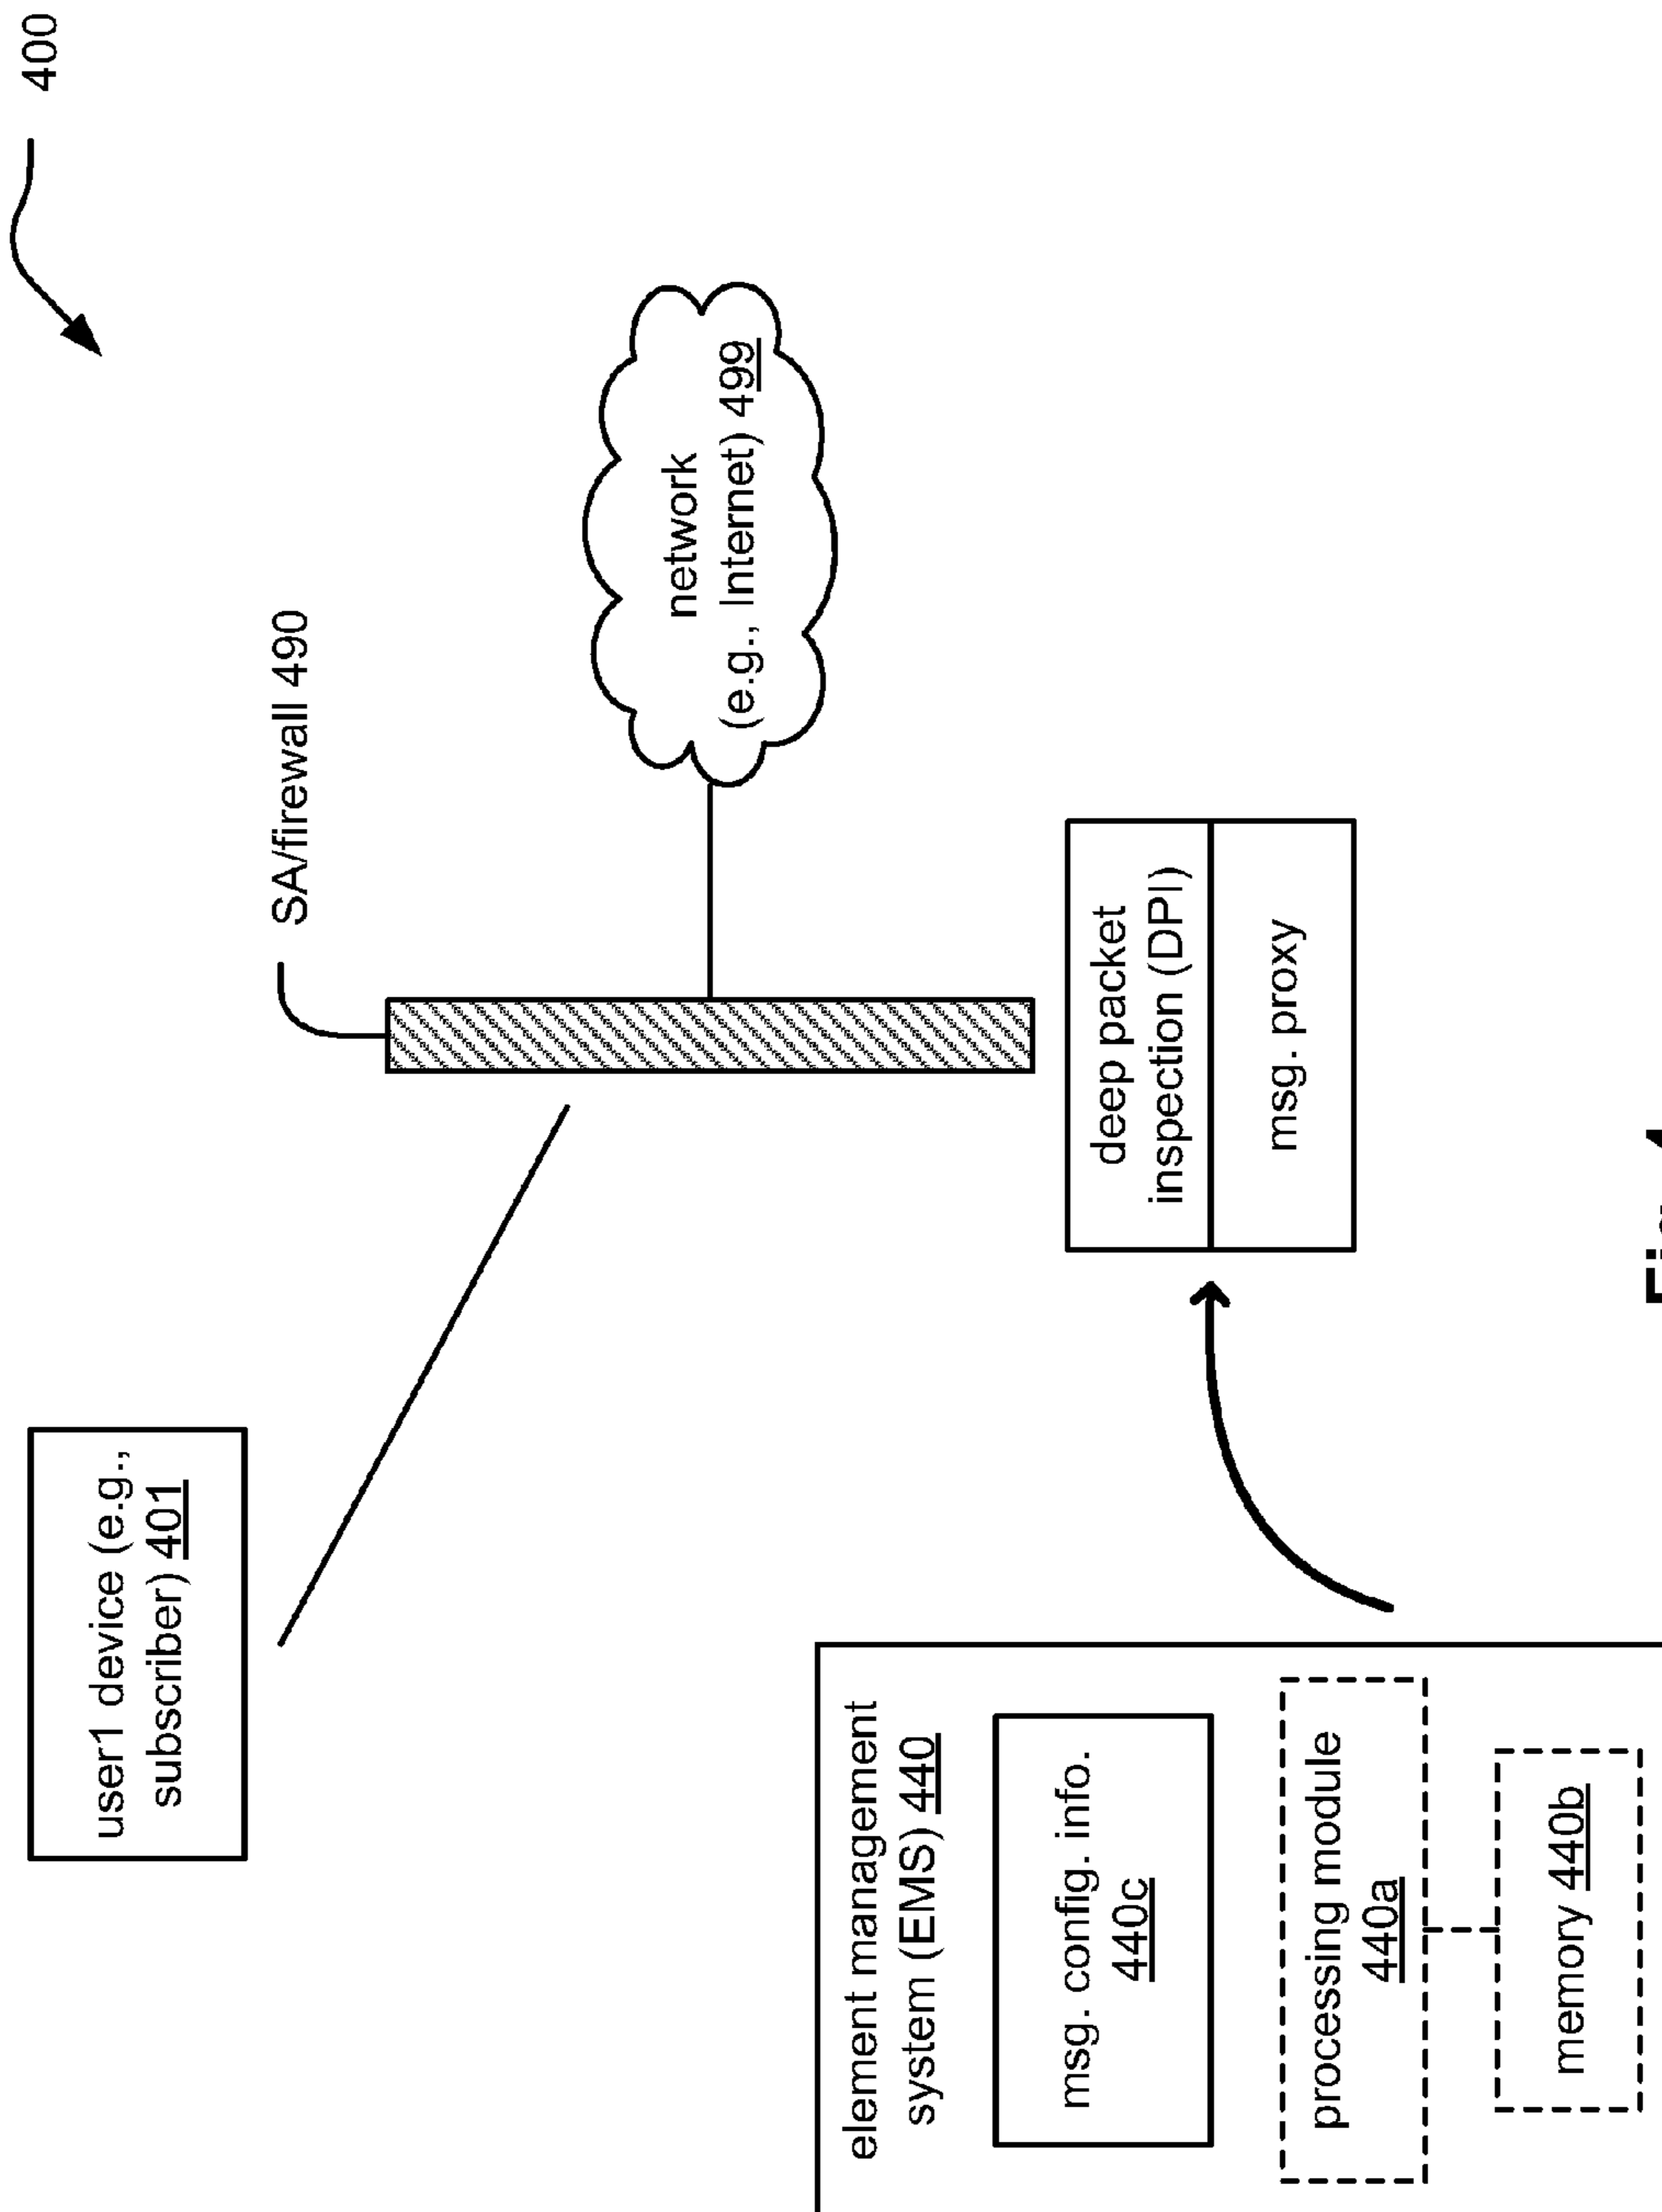 400
user1 device (e.g.,
subscriber) 401
SA/firewall 490
network
(e.g., Internet) 499
element management
system (EMS) 440
msg. config. info.
440c
processing module
440a
memory 440b
deep packet
inspection (DPI)
msg. proxy